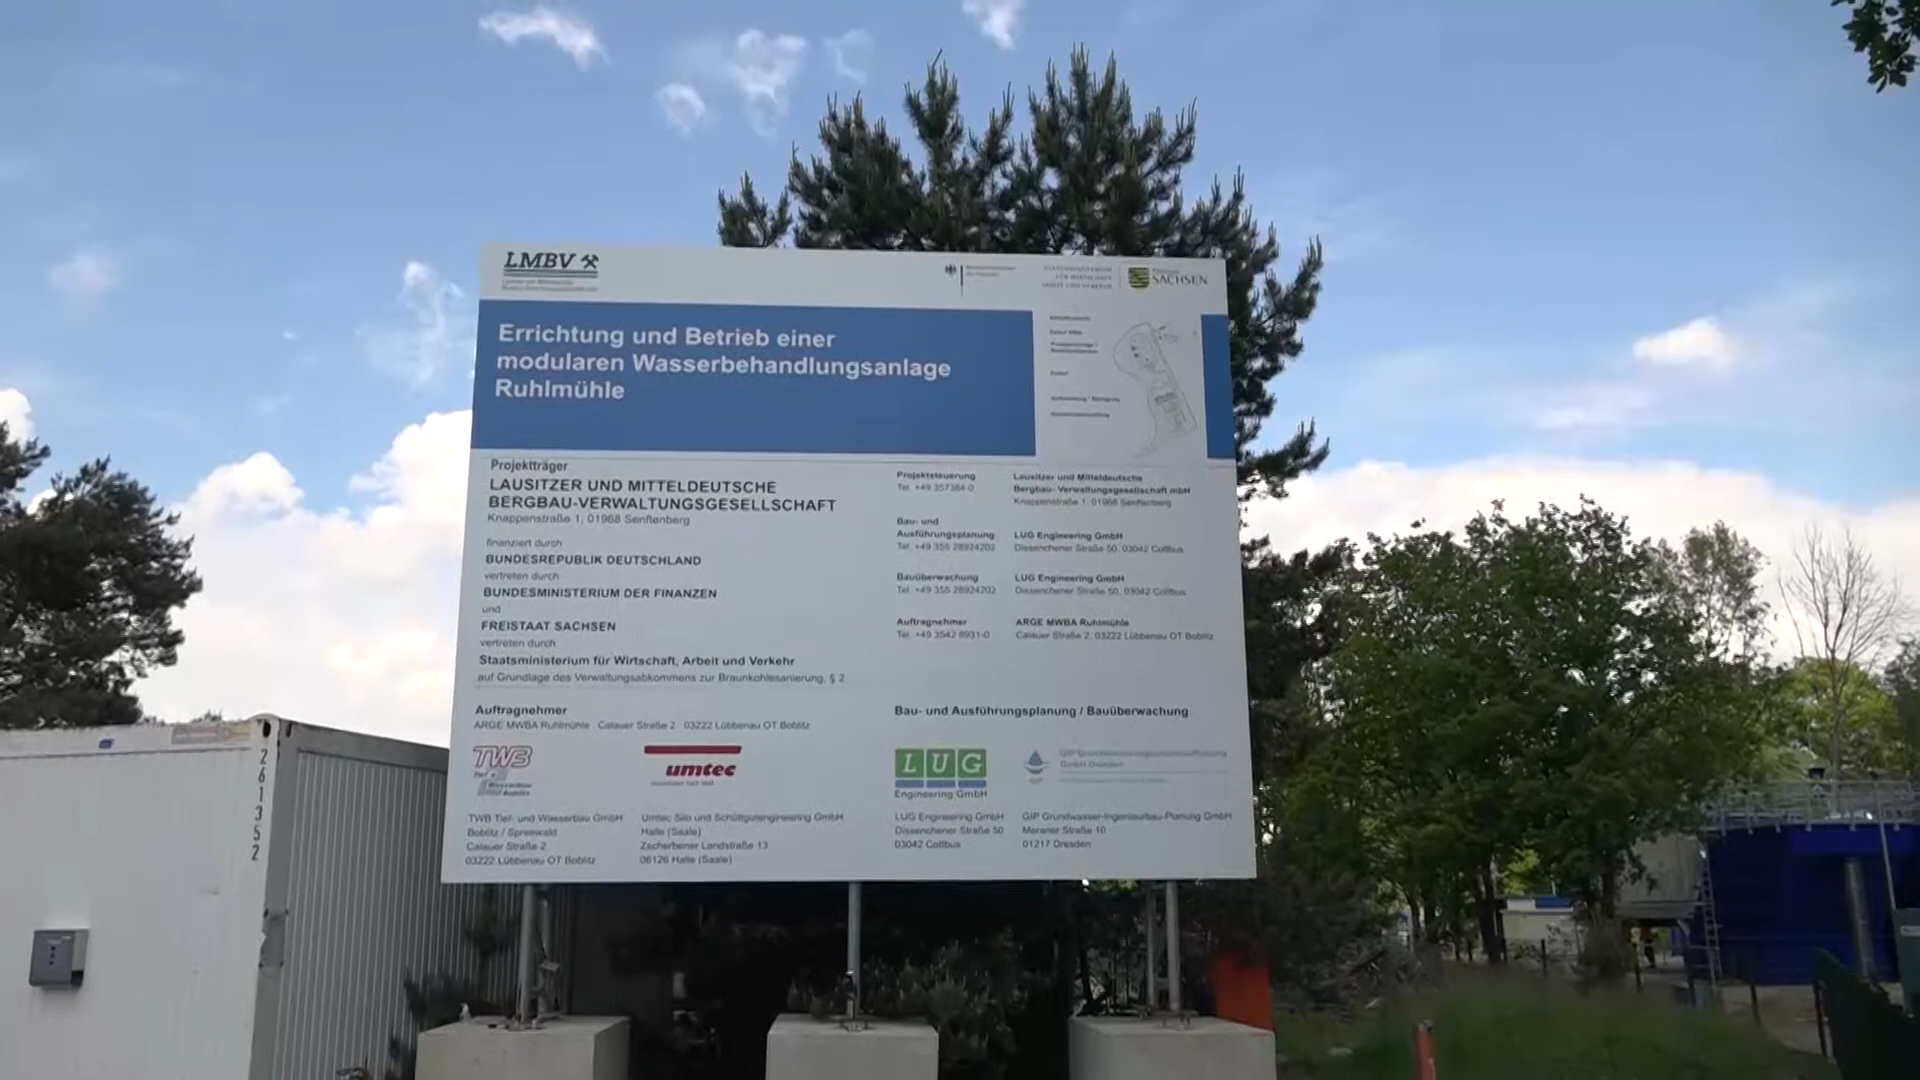 LMBV
SACHSEN
Errichtung und Betrieb einer
modularen Wasserbehandlungsanlage
Ruhlmühle
Projektträger
LAUSITZER UND MITTELDEUTSCHE
BERGBAU-VERWALTUNGSGESELLSCHAFT
Knappenstraße 1, 01968 Senftenberg
finanziert durch
BUNDESREPUBLIK DEUTSCHLAND
vertreten durch
BUNDESMINISTERIUM DER FINANZEN
und
FREISTAAT SACHSEN
vertreten durch
Staatsministerium für Wirtschaft, Arbeit und Verkehr
auf Grundlage des Verwaltungsabkommens zur Braunkohlesanierung, § 2
Projektsteuerung
Tel. +49 357384-0
Lausitzer und Mitteldeutsche
Bergbau- Verwaltungsgesellschaft mbH
Knappenstraße 1, 01968 Senftenberg
Bau- und
Ausführungsplanung
Tel. +49 355 28924202
LUG Engineering GmbH
Dissenchener Straße 50, 03042 Cottbus
Bauüberwachung
Tel. +49 355 28924202
LUG Engineering GmbH
Dissenchener Straße 50, 03042 Cottbus
Auftragnehmer
Tel. +49 3542 8931-0
ARGE MWBA Ruhlmühle
Calauer Straße 2, 03222 Lübbenau OT Boblitz
Auftragnehmer
ARGE MWBA Ruhlmühle Calauer Straße 2 03222 Lübbenau OT Boblitz
TWB
Tief +
Wasserbau
Boblitz
umtec
TWB Tief- und Wasserbau GmbH
Boblitz / Spreewald
Calauer Straße 2
03222 Lübbenau OT Boblitz
Umtec Silo und Schüttgutengineering GmbH
Halle (Saale)
Zscherbener Landstraße 13
06126 Halle (Saale)
Bau- und Ausführungsplanung / Bauüberwachung
LUG
Engineering GmbH
GIP Grundwasser-Ingenieurbau-Planung
GmbH Dresden
LUG Engineering GmbH
Dissenchener Straße 50
03042 Cottbus
GIP Grundwasser-Ingenieurbau-Planung GmbH
Meraner Straße 10
01217 Dresden
261352